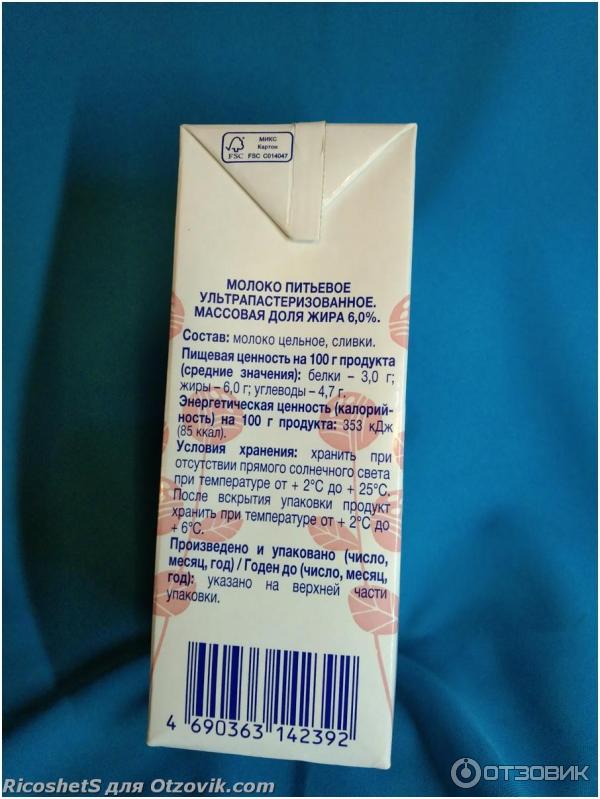 МИКС
Картон
FSC FSC C014047
МОЛОКО ПИТЬЕВОЕ
УЛЬТРАПАСТЕРИЗОВАННОЕ.
МАССОВАЯ ДОЛЯ ЖИРА 6,0%.
Состав: молоко цельное, сливки.
Пищевая ценность на 100 г продукта
(средние значения): белки – 3,0 г;
жиры – 6,0 г; углеводы – 4,7 г.
Энергетическая ценность (калорий-
ность) на 100 г продукта: 353 кДж
(85 ккал).
Условия хранения: хранить при
отсутствии прямого солнечного света
при температуре от + 2°С до + 25°С.
После вскрытия упаковки продукт
хранить при температуре от + 2°С до
+ 6°С.
Произведено и упаковано (число,
месяц, год) / Годен до (число, месяц,
год): указано на верхней части
упаковки.
4 690363 142392
RicoshetS для Otzovik.com
ОТЗОВИК